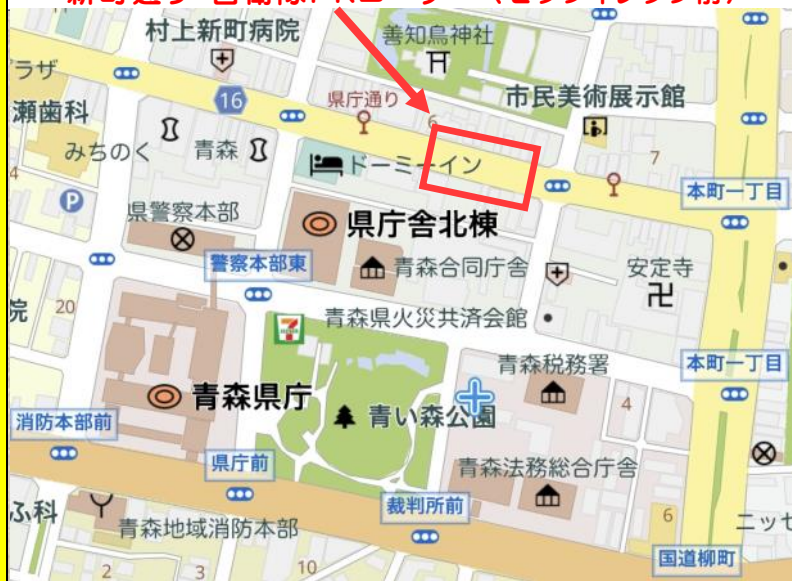 村上新町病院
善知鳥神社
プラザ
16
県庁通り
6
市民美術展示館
瀬歯科
みちのく
青森
ドーミーイン
7
4
P
本町一丁目
県警察本部
県庁舎北棟
警察本部東
青森合同庁舎
安定寺
卍
院
20
青森県火災共済会館
7
青森税務署
本町一丁目
青森県庁
青い森公園
4
消防本部前
県庁前
青森法務総合庁舎
裁判所前
ふ科
青森地域消防本部
6
ニッセ
国道柳町
2
3
10